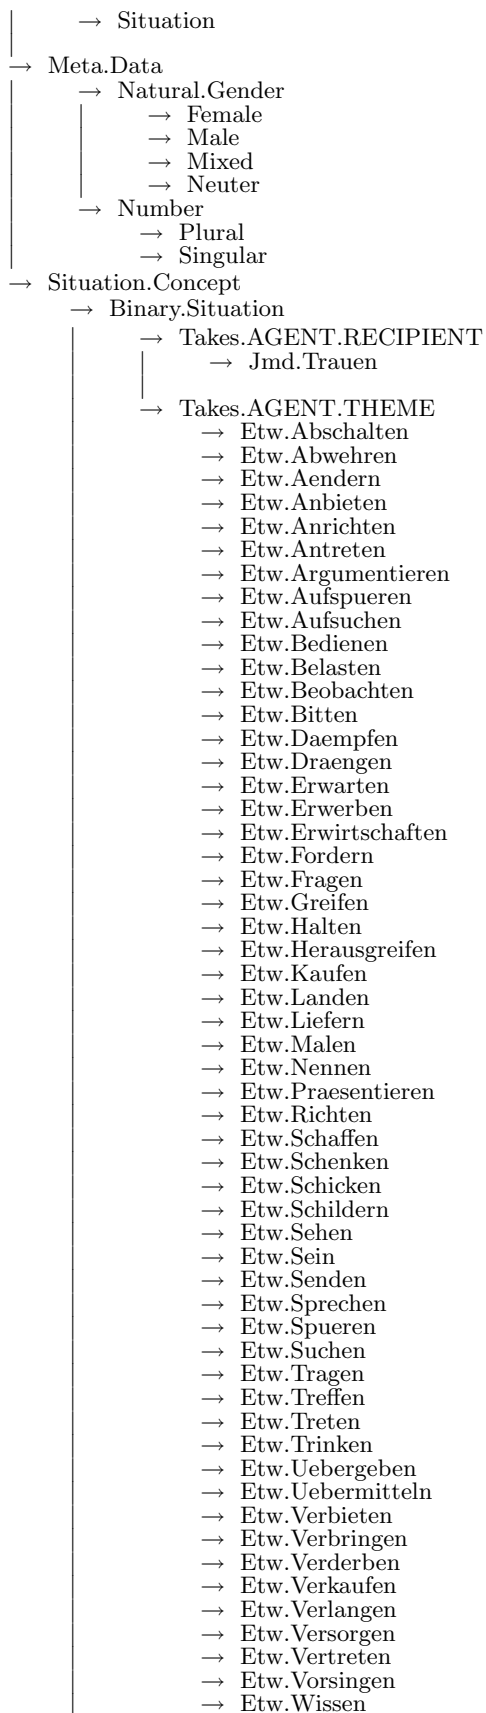 → Situation
→ Meta.Data
→ Natural.Gender
→ Female
→ Male
→ Mixed
→ Neuter
→ Number
→ Plural
→ Singular
→ Situation.Concept
→ Binary.Situation
→ Takes.AGENT.RECIPIENT
→ Jmd.Trauen
→ Takes.AGENT.THEME
→ Etw.Abschalten
→ Etw.Abwehren
→ Etw.Aendern
→ Etw.Anbieten
→ Etw.Anrichten
→ Etw.Antreten
→ Etw.Argumentieren
→ Etw.Aufspueren
→ Etw.Aufsuchen
→ Etw.Bedienen
→ Etw.Belasten
→ Etw.Beobachten
→ Etw.Bitten
→ Etw.Daempfen
→ Etw.Draengen
→ Etw.Erwarten
→ Etw.Erwerben
→ Etw.Erwirtschaften
→ Etw.Fordern
→ Etw.Fragen
→ Etw.Greifen
→ Etw.Halten
→ Etw.Herausgreifen
→ Etw.Kaufen
→ Etw.Landen
→ Etw.Liefern
→ Etw.Malen
→ Etw.Nennen
→ Etw.Praesentieren
→ Etw.Richten
→ Etw.Schaffen
→ Etw.Schenken
→ Etw.Schicken
→ Etw.Schildern
→ Etw.Sehen
→ Etw.Sein
→ Etw.Senden
→ Etw.Sprechen
→ Etw.Spueren
→ Etw.Suchen
→ Etw.Tragen
→ Etw.Treffen
→ Etw.Treten
→ Etw.Trinken
→ Etw.Uebergeben
→ Etw.Uebermitteln
→ Etw.Verbieten
→ Etw.Verbringen
→ Etw.Verderben
→ Etw.Verkaufen
→ Etw.Verlangen
→ Etw.Versorgen
→ Etw.Vertreten
→ Etw.Vorsingen
→ Etw.Wissen